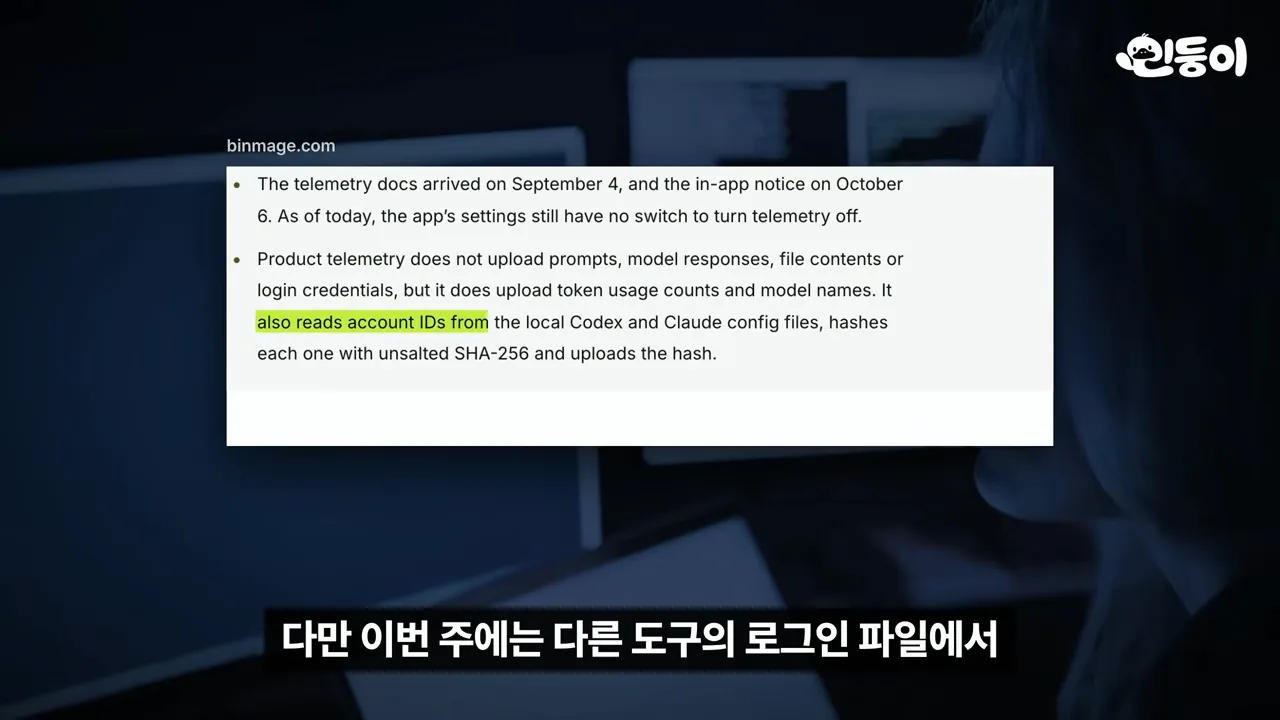 인둥이
binmage.com
• The telemetry docs arrived on September 4, and the in-app notice on October
6. As of today, the app’s settings still have no switch to turn telemetry off.
• Product telemetry does not upload prompts, model responses, file contents or
login credentials, but it does upload token usage counts and model names. It
also reads account IDs from the local Codex and Claude config files, hashes
each one with unsalted SHA-256 and uploads the hash.
다만 이번 주에는 다른 도구의 로그인 파일에서